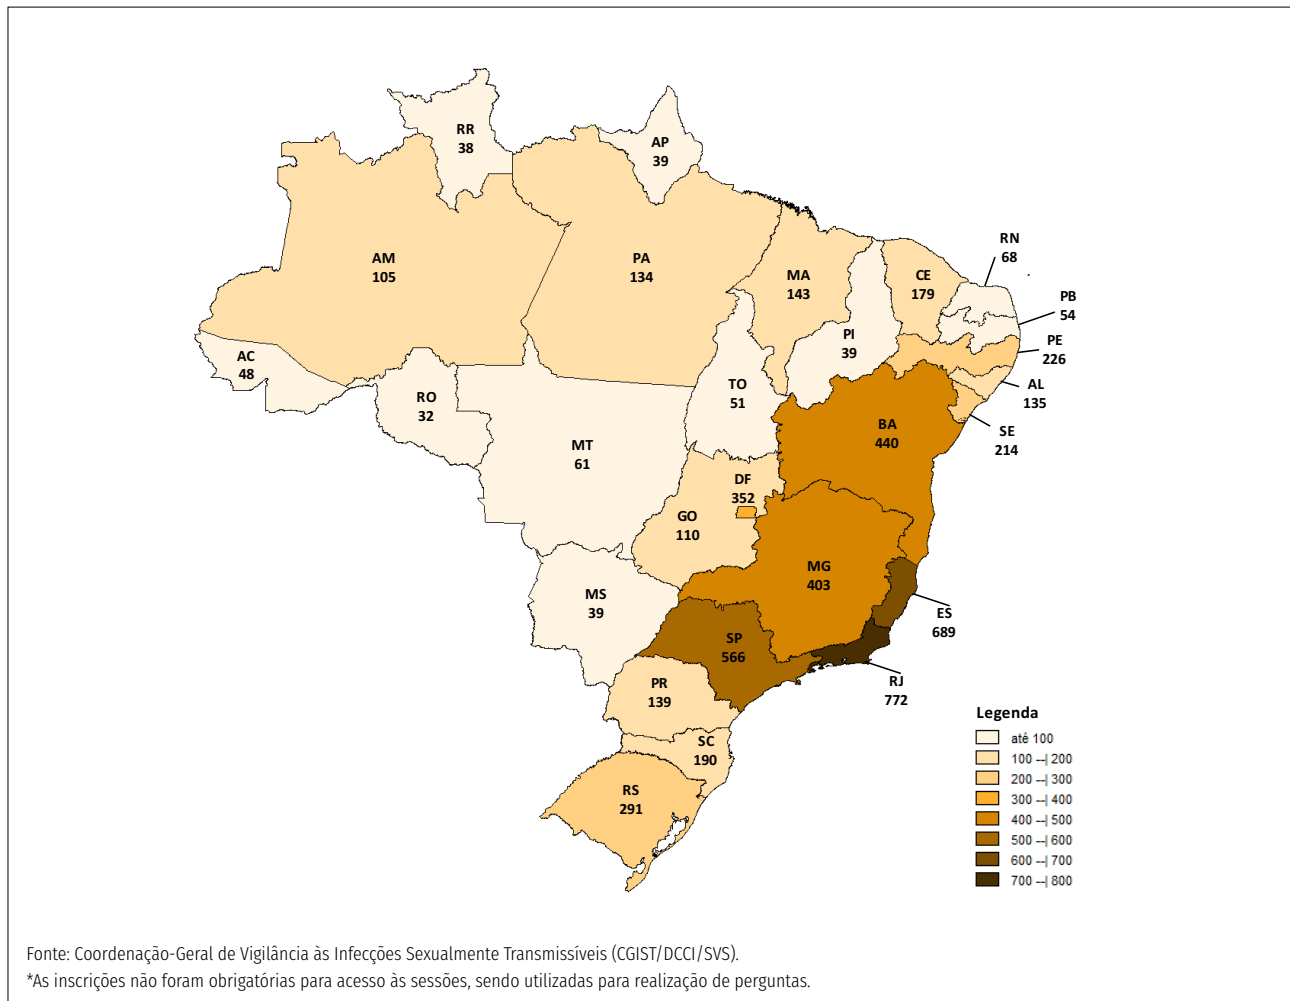 RR
38
AP
39
AM
105
PA
134
MA
143
CE
179
RN
68
PB
54
PI
39
PE
226
AC
48
RO
32
TO
51
AL
135
BA
440
SE
214
MT
61
DF
352
GO
110
MG
403
MS
39
ES
689
SP
566
RJ
772
PR
139
SC
190
RS
291
Legenda
até 100
100 --| 200
200 --| 300
300 --| 400
400 --| 500
500 --| 600
600 --| 700
700 --| 800
Fonte: Coordenação-Geral de Vigilância às Infecções Sexualmente Transmissíveis (CGIST/DCCI/SVS).
*As inscrições não foram obrigatórias para acesso às sessões, sendo utilizadas para realização de perguntas.